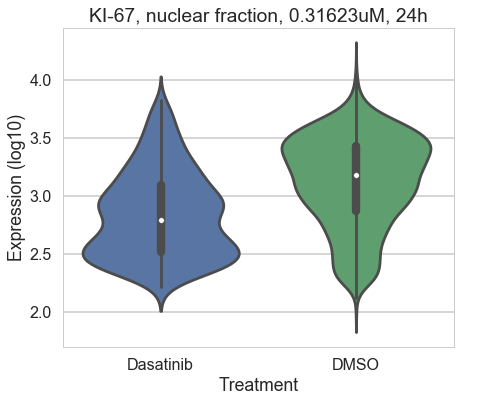 KI-67, nuclear fraction, 0.31623uM, 24h
Expression (log10)
4.0
3.5
3.0
2.5
2.0
Dasatinib DMSO
Treatment